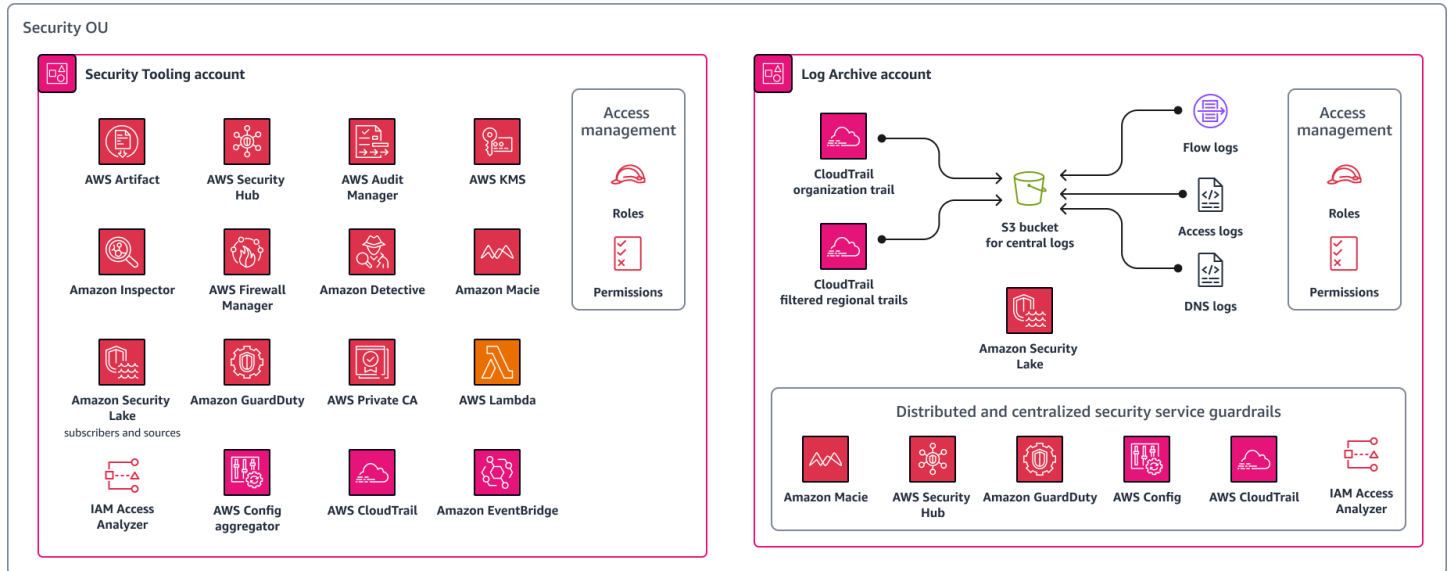 Security OU
Security Tooling account
AWS Artifact
AWS Security
Hub
AWS Audit
Manager
AWS KMS
Amazon Inspector
AWS Firewall
Manager
Amazon Detective
Amazon Macie
Amazon Security
Lake
subscribers and sources
Amazon GuardDuty
AWS Private CA
AWS Lambda
IAM Access
Analyzer
AWS Config
aggregator
AWS CloudTrail
Amazon EventBridge
Access
management
Roles
Permissions
Log Archive account
CloudTrail
organization trail
CloudTrail
filtered regional trails
S3 bucket
for central logs
Flow logs
Access logs
DNS logs
Amazon Security
Lake
Access
management
Roles
Permissions
Distributed and centralized security service guardrails
Amazon Macie
AWS Security
Hub
Amazon GuardDuty
AWS Config
AWS CloudTrail
IAM Access
Analyzer